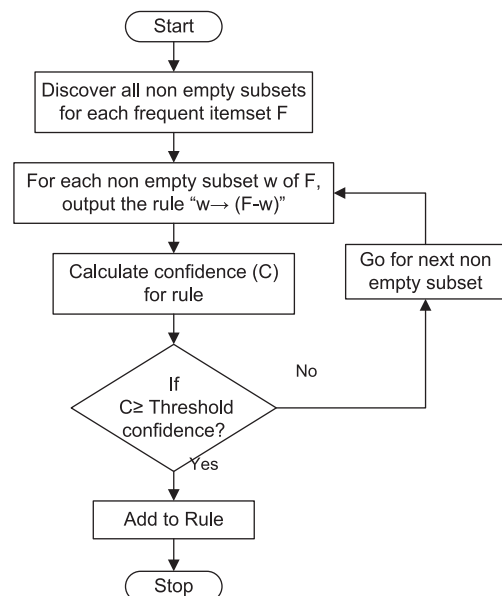 Start
Discover all non empty subsets
for each frequent itemset F
For each non empty subset w of F,
output the rule “w→ (F-w)”
Calculate confidence (C)
for rule
Go for next non
empty subset
If
C≥ Threshold
confidence?
No
Yes
Add to Rule
Stop